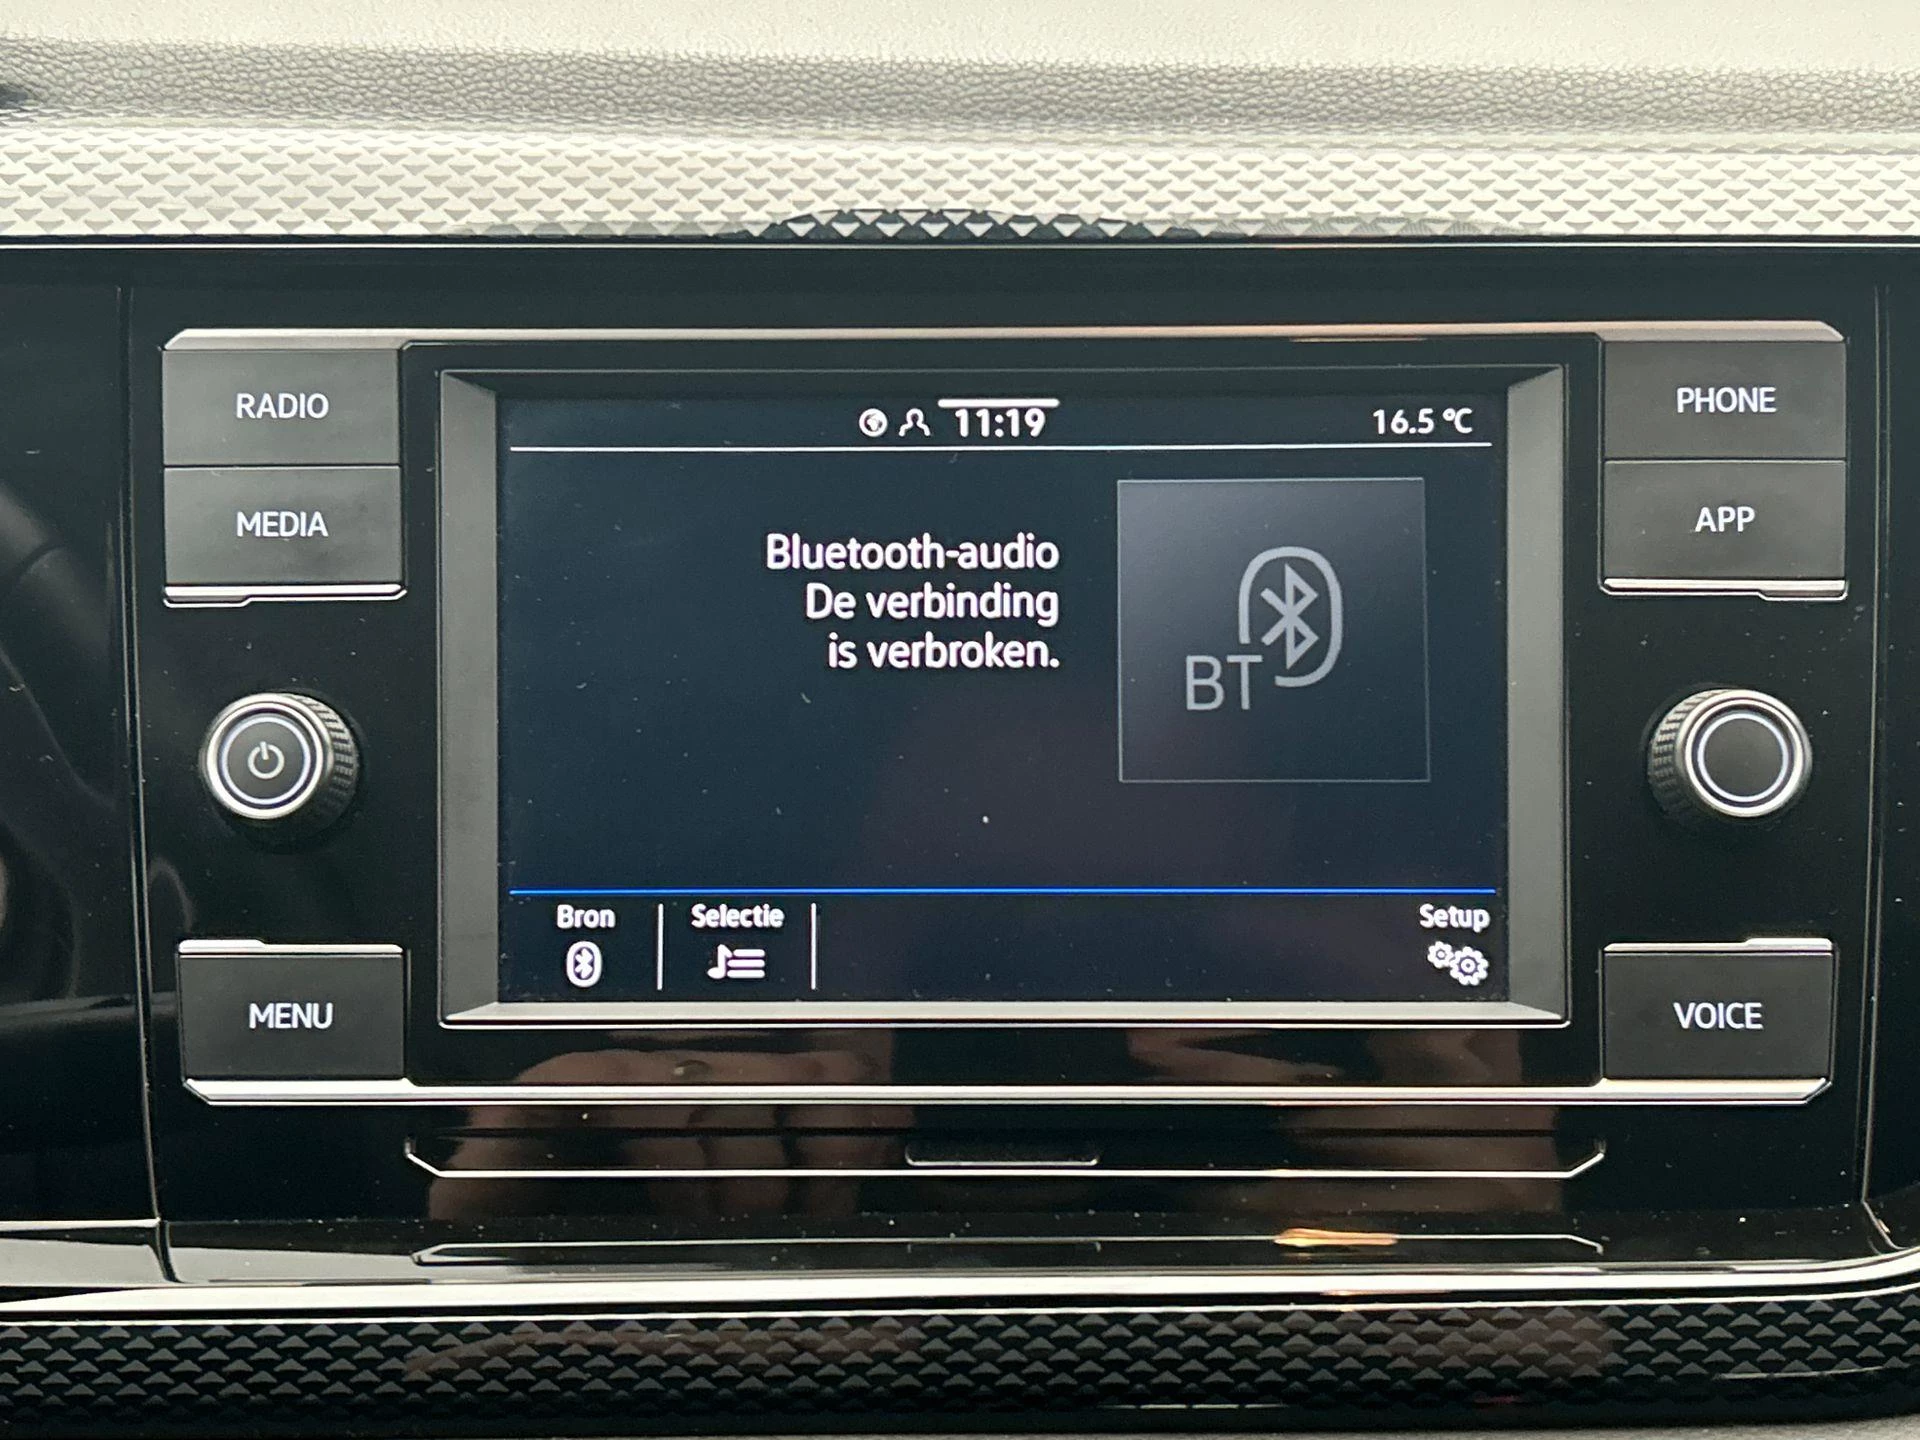 RADIO
MEDIA
11:19
16.5 °C
PHONE
APP
Bluetooth-audio
De verbinding
is verbroken.
BT
Bron
Selectie
Setup
MENU
VOICE